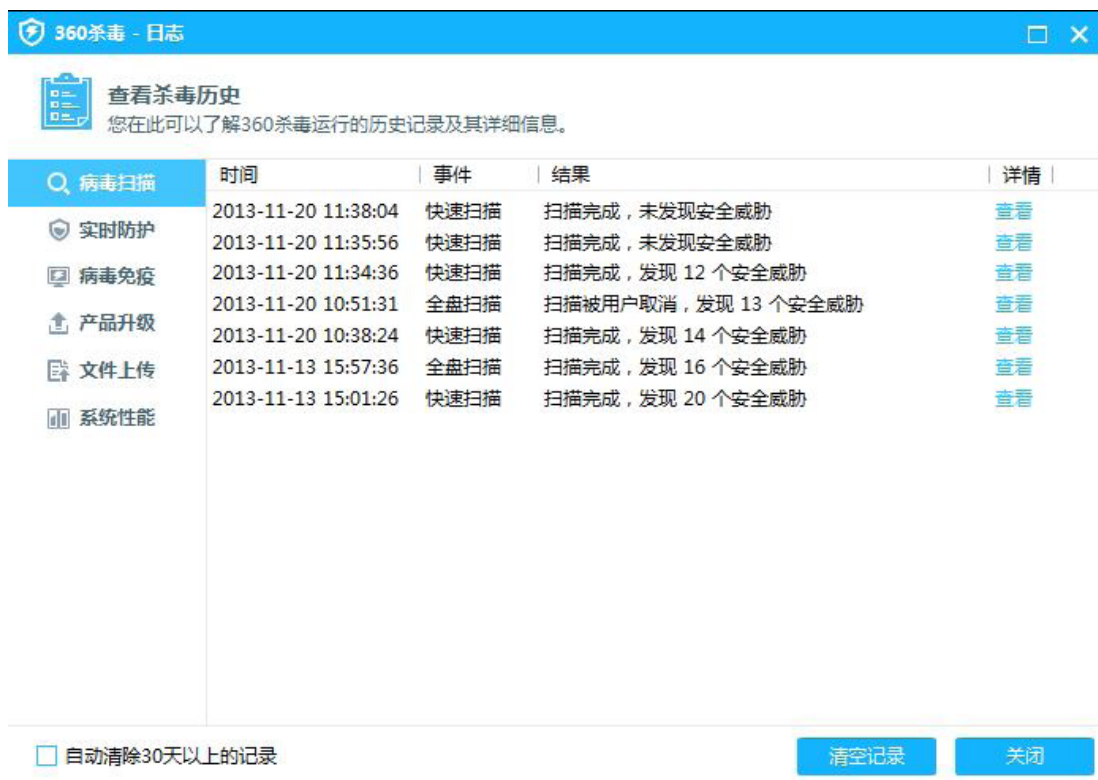 360杀毒 - 日志
查看杀毒历史
您在此可以了解360杀毒运行的历史记录及其详细信息。
病毒扫描
实时防护
病毒免疫
产品升级
文件上传
系统性能
时间 事件 结果 详情
2013-11-20 11:38:04 快速扫描 扫描完成，未发现安全威胁 查看
2013-11-20 11:35:56 快速扫描 扫描完成，未发现安全威胁 查看
2013-11-20 11:34:36 快速扫描 扫描完成，发现 12 个安全威胁 查看
2013-11-20 10:51:31 全盘扫描 扫描被用户取消，发现 13 个安全威胁 查看
2013-11-20 10:38:24 快速扫描 扫描完成，发现 14 个安全威胁 查看
2013-11-13 15:57:36 全盘扫描 扫描完成，发现 16 个安全威胁 查看
2013-11-13 15:01:26 快速扫描 扫描完成，发现 20 个安全威胁 查看
自动清除30天以上的记录
清空记录 关闭